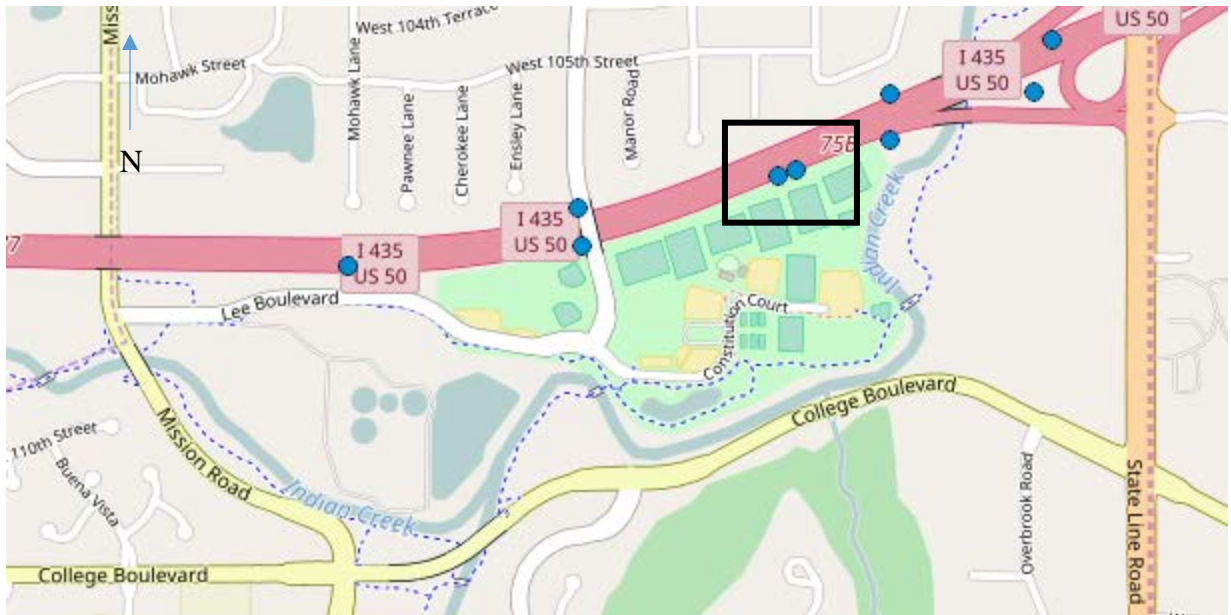 West 104th Terrace
US 50
I 435
US 50
Mohawk Street
West 105th Street
Mohawk Lane
Pawnee Lane
Cherokee Lane
Ensley Lane
Manor Road
N
75B
Indian Creek
I 435
US 50
I 435
US 50
Lee Boulevard
Constitution Court
College Boulevard
Mission Road
110th Street
Buena Vista
Indian Creek
Overbrook Road
State Line Road
College Boulevard